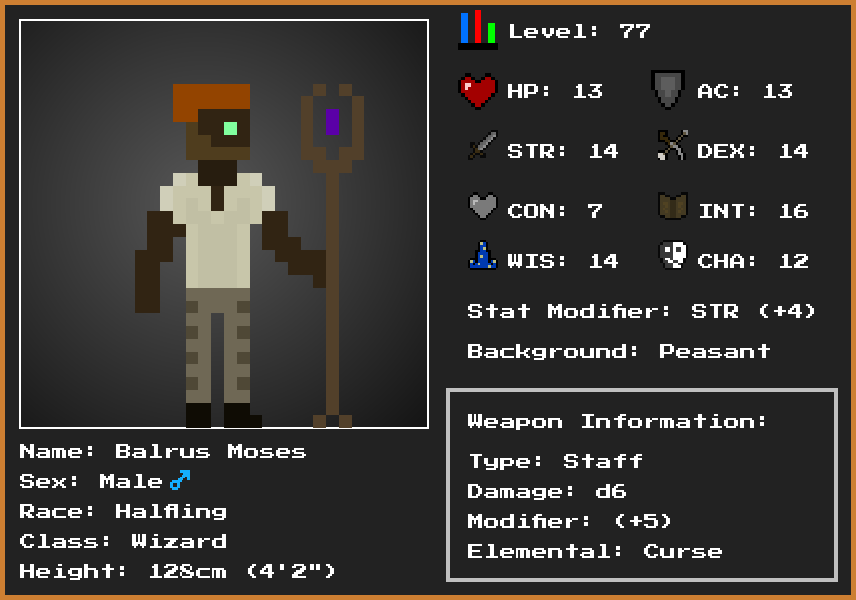 Level: 77
HP: 13
AC: 13
STR: 14
DEX: 14
CON: 7
INT: 16
WIS: 14
CHA: 12
Stat Modifier: STR (+4)
Background: Peasant
Weapon Information:
Type: Staff
Damage: d6
Modifier: (+5)
Elemental: Curse
Name: Balrus Moses
Sex: Male♂
Race: Halfling
Class: Wizard
Height: 128cm (4'2")